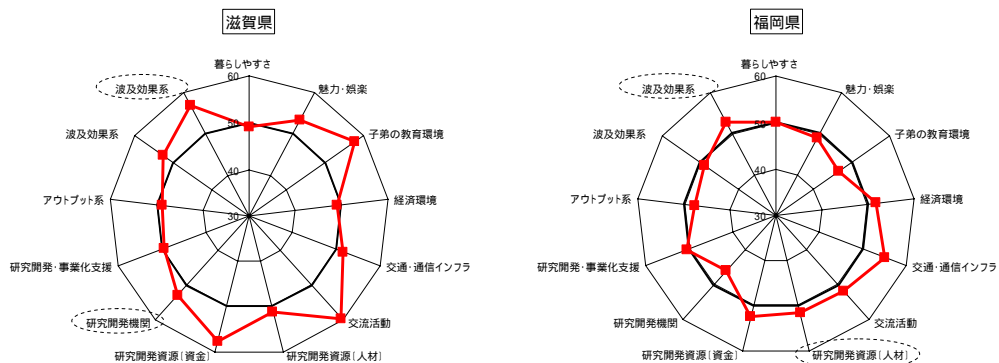 滋賀県
暮らしやすさ
60
魅力・娯楽
子弟の教育環境
経済環境
交通・通信インフラ
交流活動
研究開発資源〔人材〕
研究開発資源〔資金〕
研究開発機関
研究開発・事業化支援
アウトプット系
波及効果系
波及効果系
50
40
30
福岡県
暮らしやすさ
60
魅力・娯楽
子弟の教育環境
経済環境
交通・通信インフラ
交流活動
研究開発資源〔人材〕
研究開発資源〔資金〕
研究開発機関
研究開発・事業化支援
アウトプット系
波及効果系
波及効果系
50
40
30